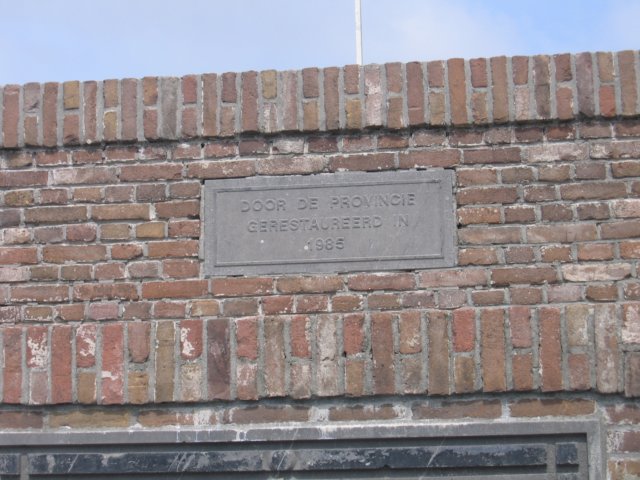 DOOR DE PROVINCIE
GERESTAUREERD IN
1985